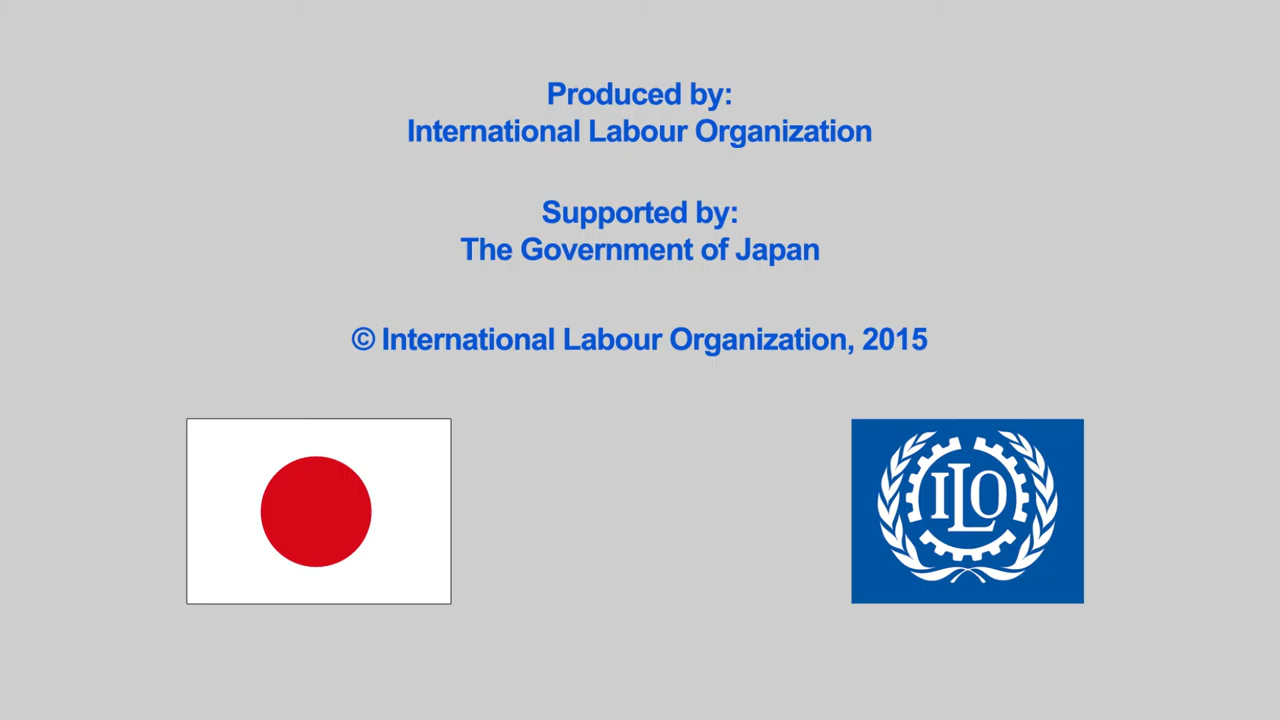 Produced by:
International Labour Organization
Supported by:
The Government of Japan
© International Labour Organization, 2015
ILO